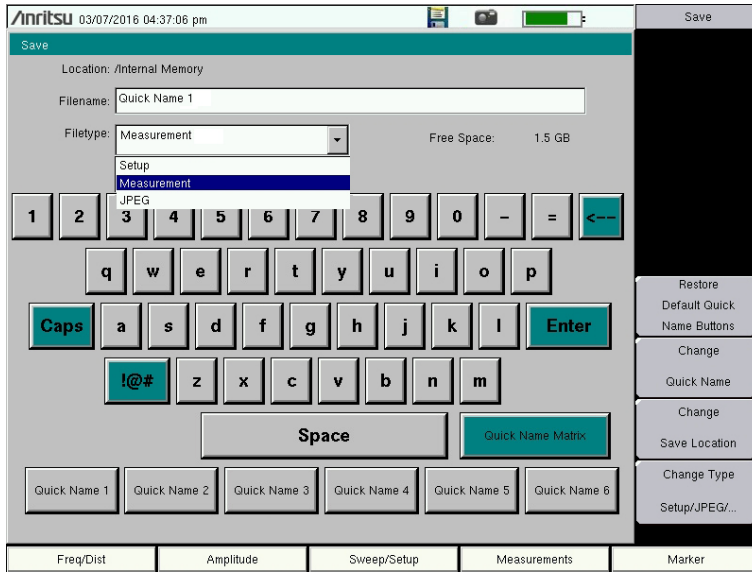 /inritsu 03/07/2016 04:37:06 pm
Save
Save
Location: /Internal Memory
Filename: Quick Name 1
Filetype: Measurement
Free Space: 1.5 GB
Setup
Measurement
JPEG
1 2 3 4 5 6 7 8 9 0 - = <--
q w e r t y u i o p
Caps a s d f g h j k l Enter
!@# z x c v b n m
Space Quick Name Matrix
Quick Name 1 Quick Name 2 Quick Name 3 Quick Name 4 Quick Name 5 Quick Name 6
Restore
Default Quick
Name Buttons
Change
Quick Name
Change
Save Location
Change Type
Setup/JPEG/...
Freq/Dist Amplitude Sweep/Setup Measurements Marker